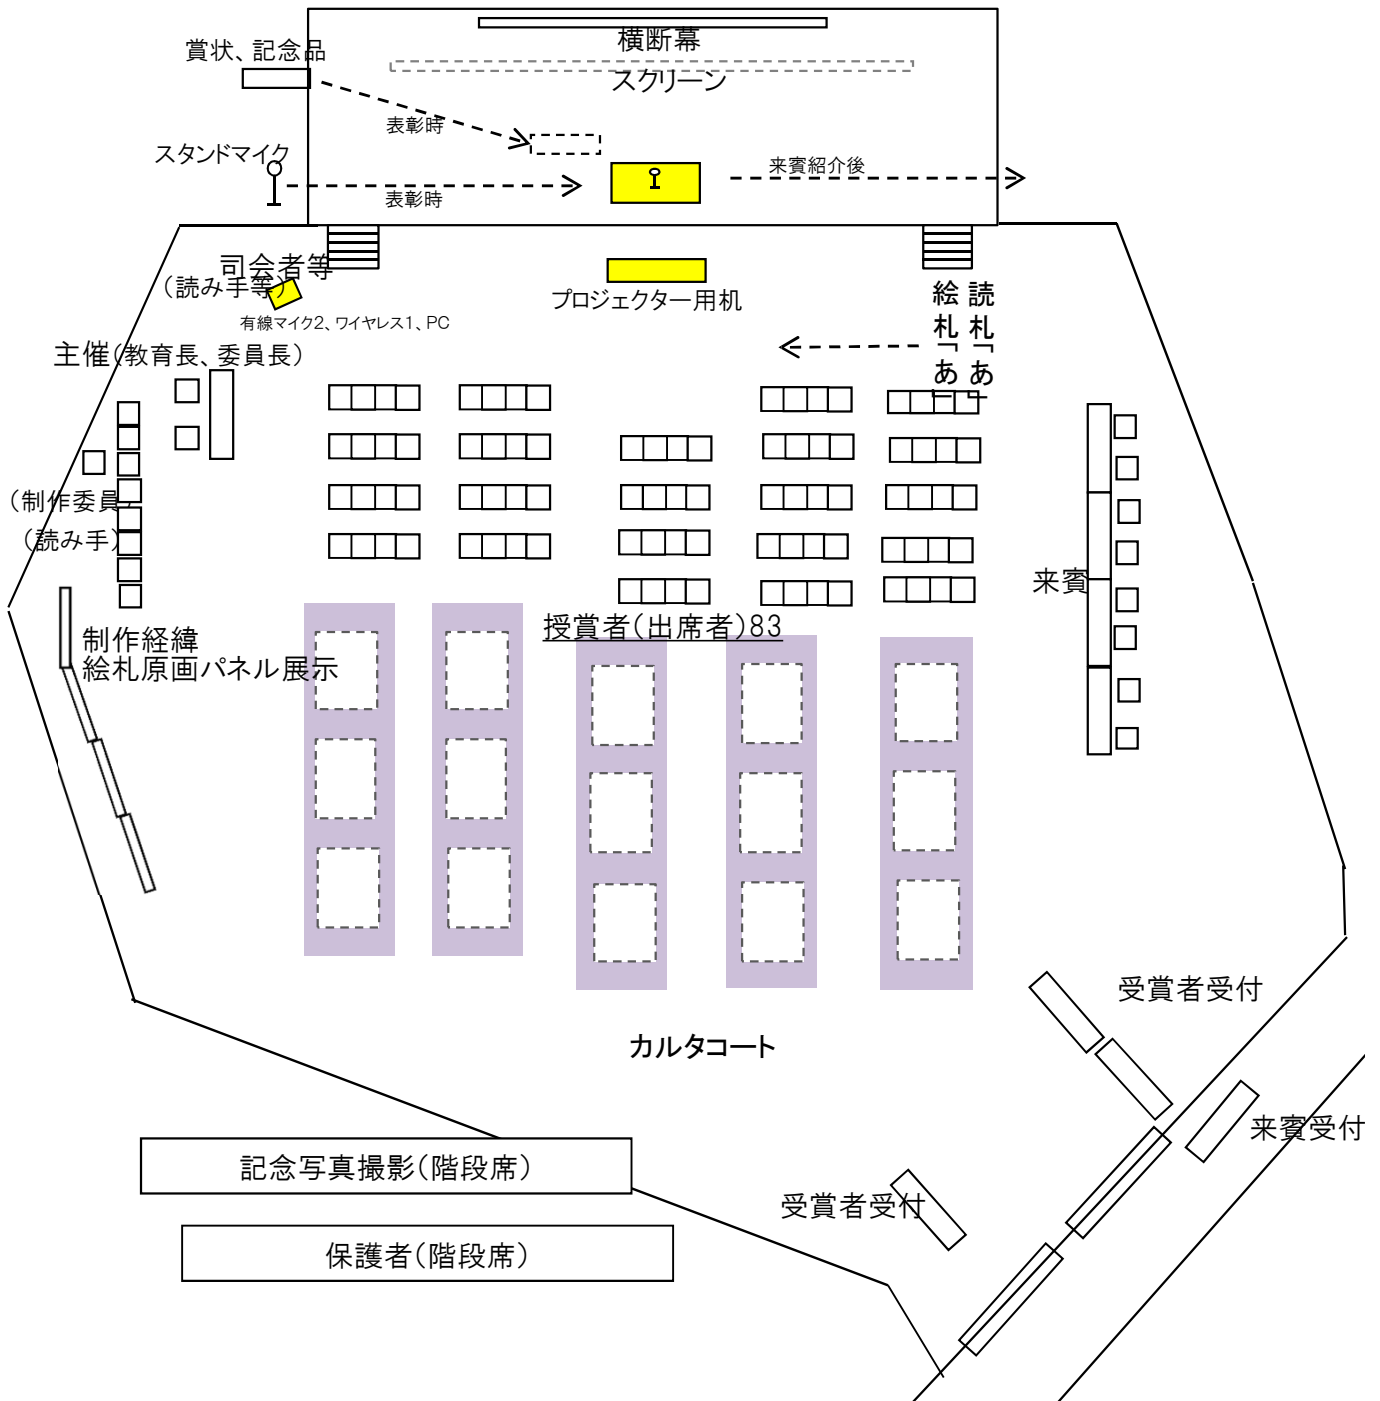 横断幕
賞状、記念品
スクリーン
表彰時
スタンドマイク
来賓紹介後
表彰時
司会者等
（読み手等）
プロジェクター用机
有線マイク2、ワイヤレス1、PC
読札「あ」
絵札「あ」
主催（教育長、委員長）
（制作委員）
（読み手）
来賓
制作経緯
絵札原画パネル展示
授賞者（出席者）83
受賞者受付
カルタコート
来賓受付
記念写真撮影（階段席）
受賞者受付
保護者（階段席）